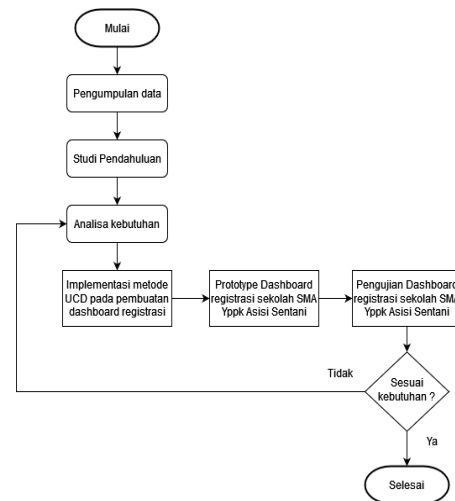 Mulai
Pengumpulan data
Studi Pendahuluan
Analisa kebutuhan
Implementasi metode
UCD pada pembuatan
dashboard registrasi
Prototype Dashboard
registrasi sekolah SMA
Yppk Asisi Sentani
Pengujian Dashboard
registrasi sekolah SMA
Yppk Asisi Sentani
Tidak
Sesuai
kebutuhan ?
Ya
Selesai